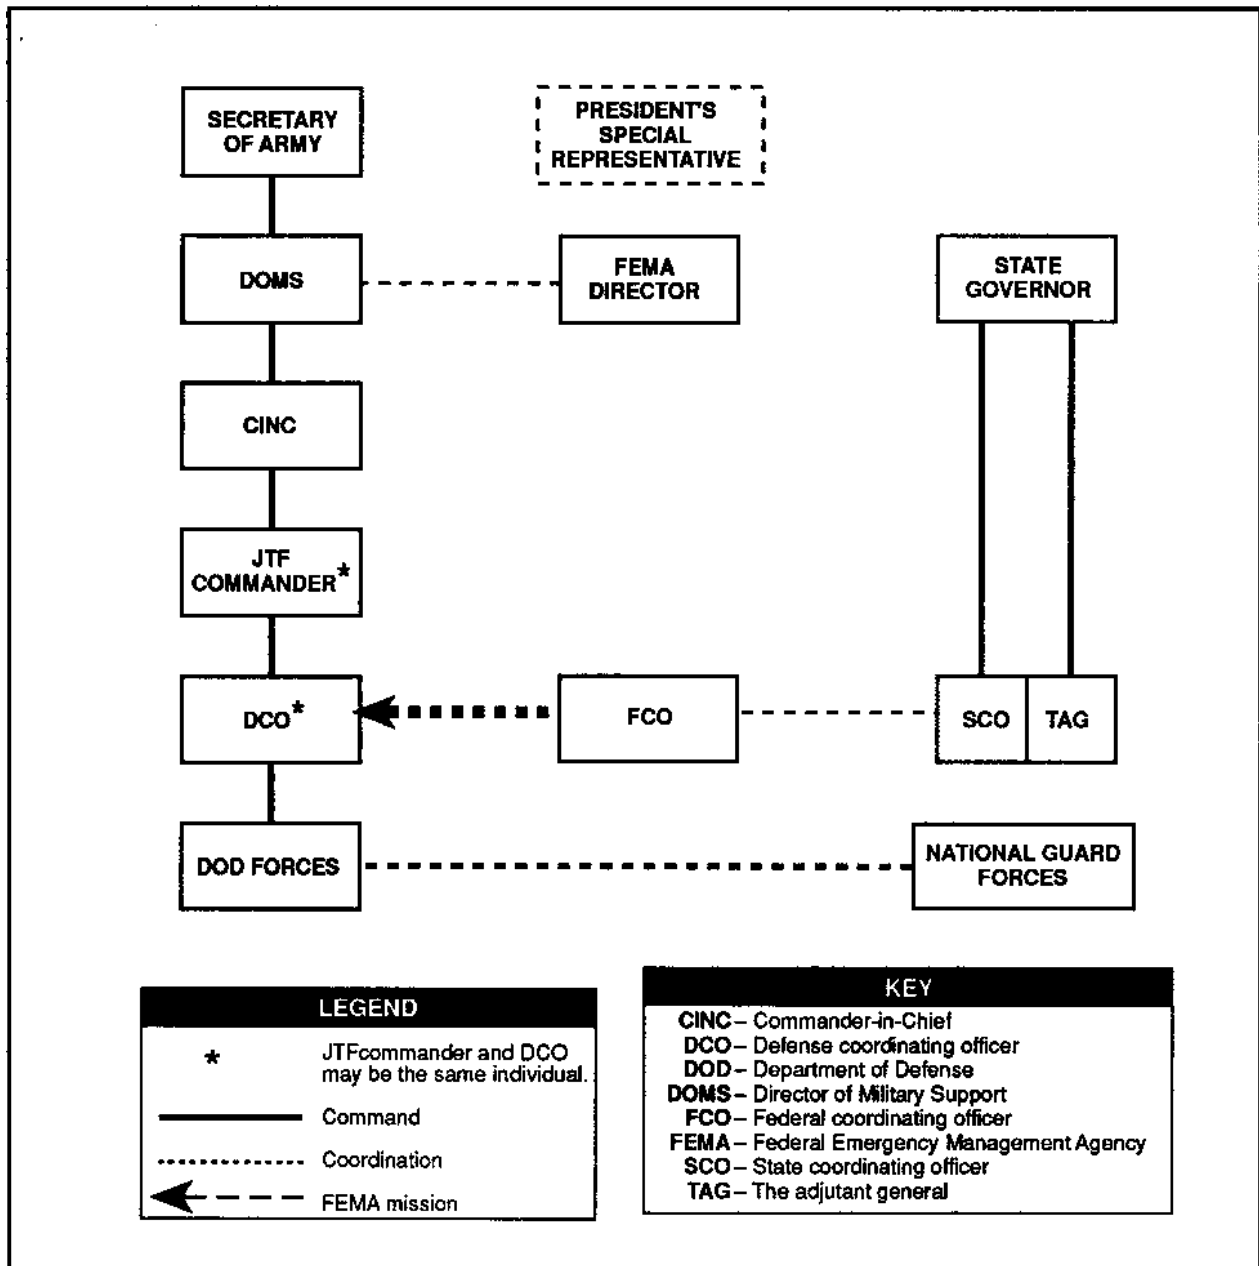 SECRETARY
OF ARMY
PRESIDENT'S
SPECIAL
REPRESENTATIVE
DOMS
FEMA
DIRECTOR
STATE
GOVERNOR
CINC
JTF
COMMANDER*
DCO*
FCO
SCO
TAG
DOD FORCES
NATIONAL GUARD
FORCES
LEGEND
* JTFcommander and DCO
may be the same individual.
Command
Coordination
FEMA mission
KEY
CINC – Commander-in-Chief
DCO – Defense coordinating officer
DOD – Department of Defense
DOMS – Director of Military Support
FCO – Federal coordinating officer
FEMA – Federal Emergency Management Agency
SCO – State coordinating officer
TAG – The adjutant general